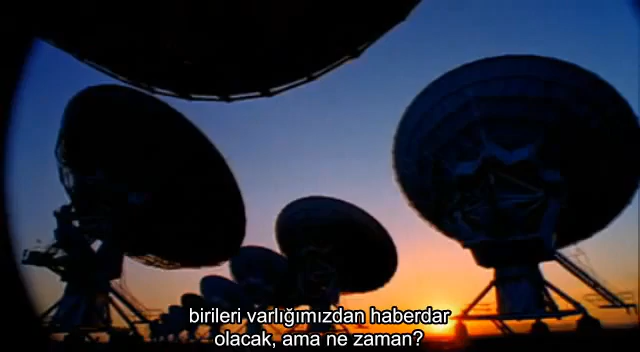 birileri varlığımızdan haberdar
olacak, ama ne zaman?